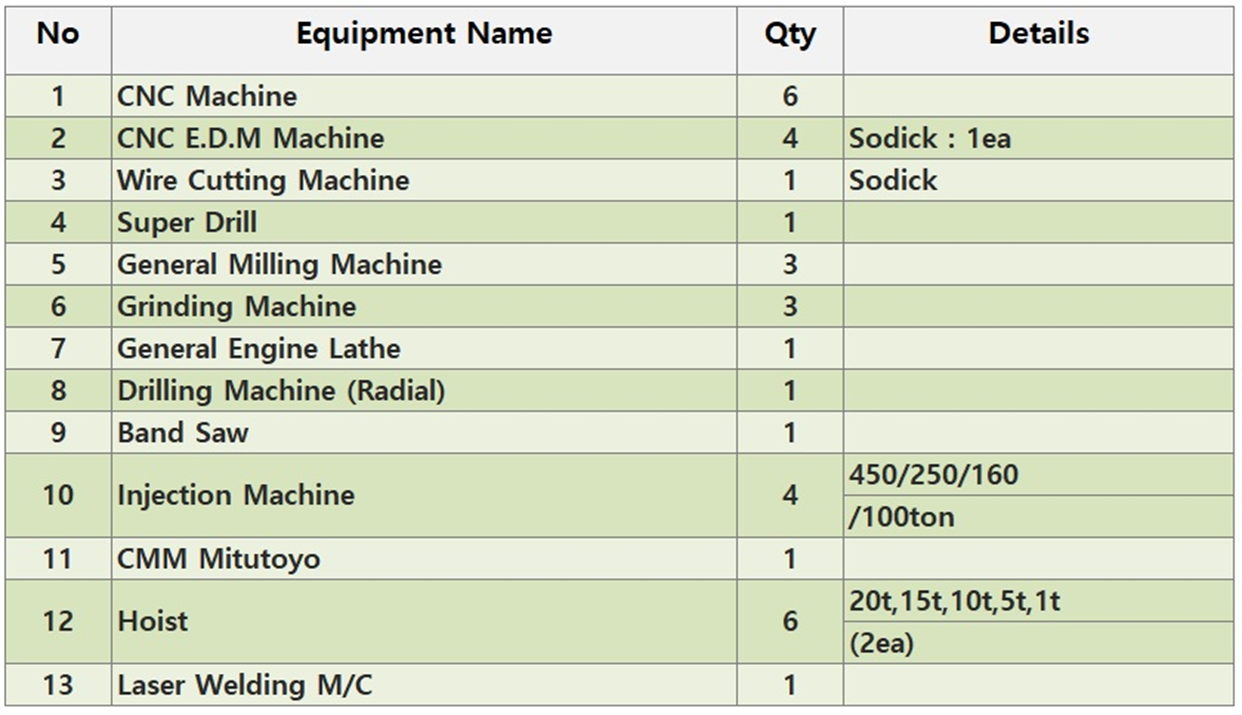 No Equipment Name Qty Details
1 CNC Machine 6
2 CNC E.D.M Machine 4 Sodick : 1ea
3 Wire Cutting Machine 1 Sodick
4 Super Drill 1
5 General Milling Machine 3
6 Grinding Machine 3
7 General Engine Lathe 1
8 Drilling Machine (Radial) 1
9 Band Saw 1
10 Injection Machine 4 450/250/160
/100ton
11 CMM Mitutoyo 1
12 Hoist 6 20t,15t,10t,5t,1t
(2ea)
13 Laser Welding M/C 1